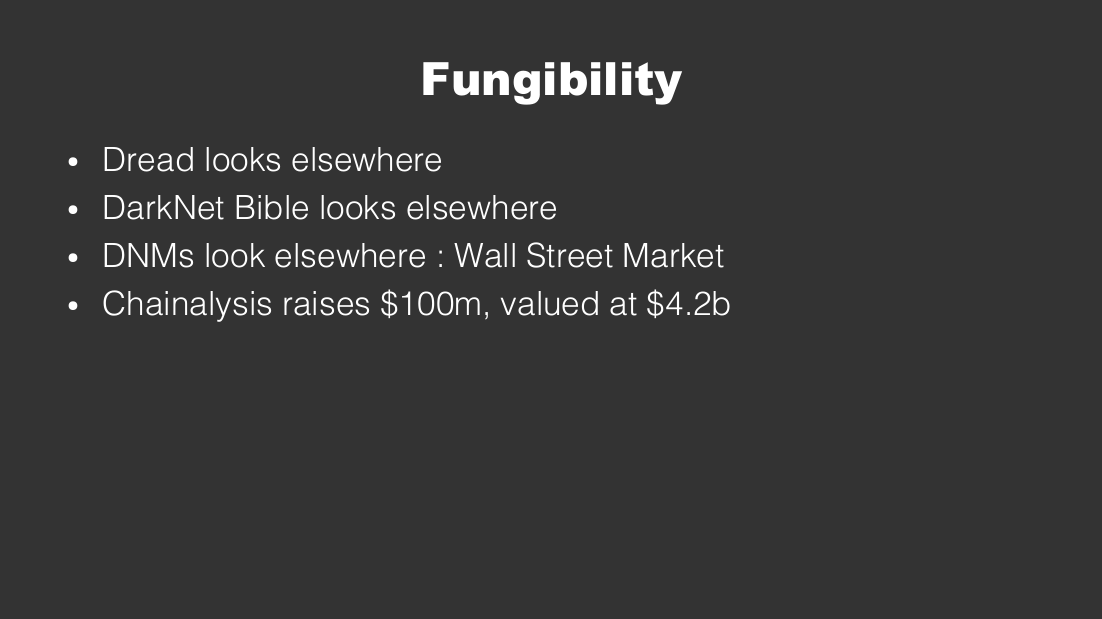 Fungibility
• Dread looks elsewhere
• DarkNet Bible looks elsewhere
• DNMs look elsewhere : Wall Street Market
• Chainalysis raises $100m, valued at $4.2b